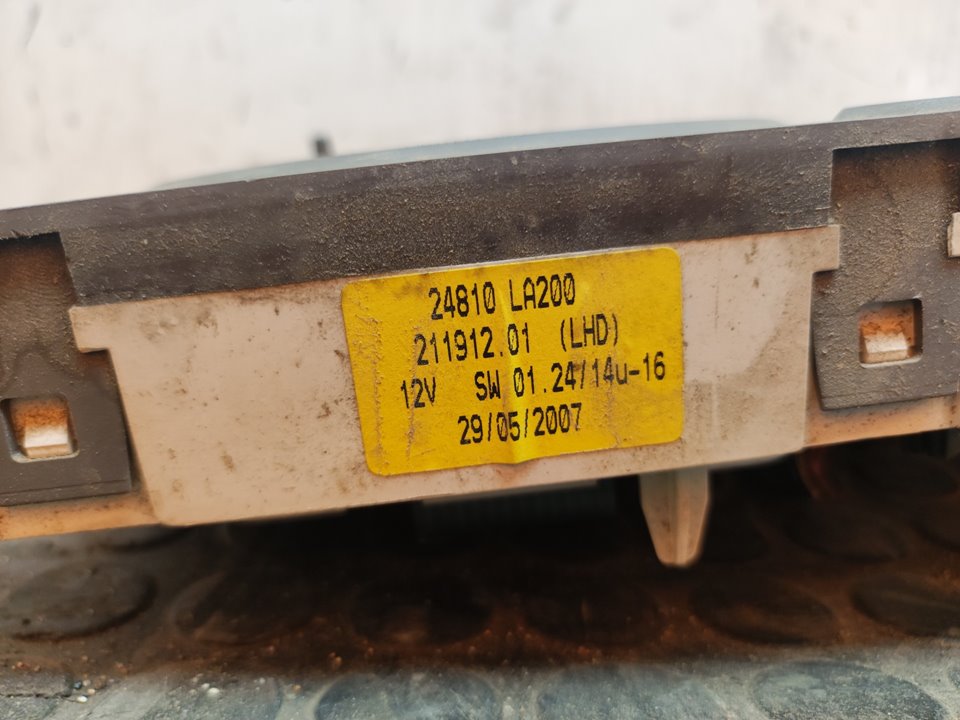 24810 LA200
211912.01 (LHD)
12V SW 01.24/14u-16
29/05/2007